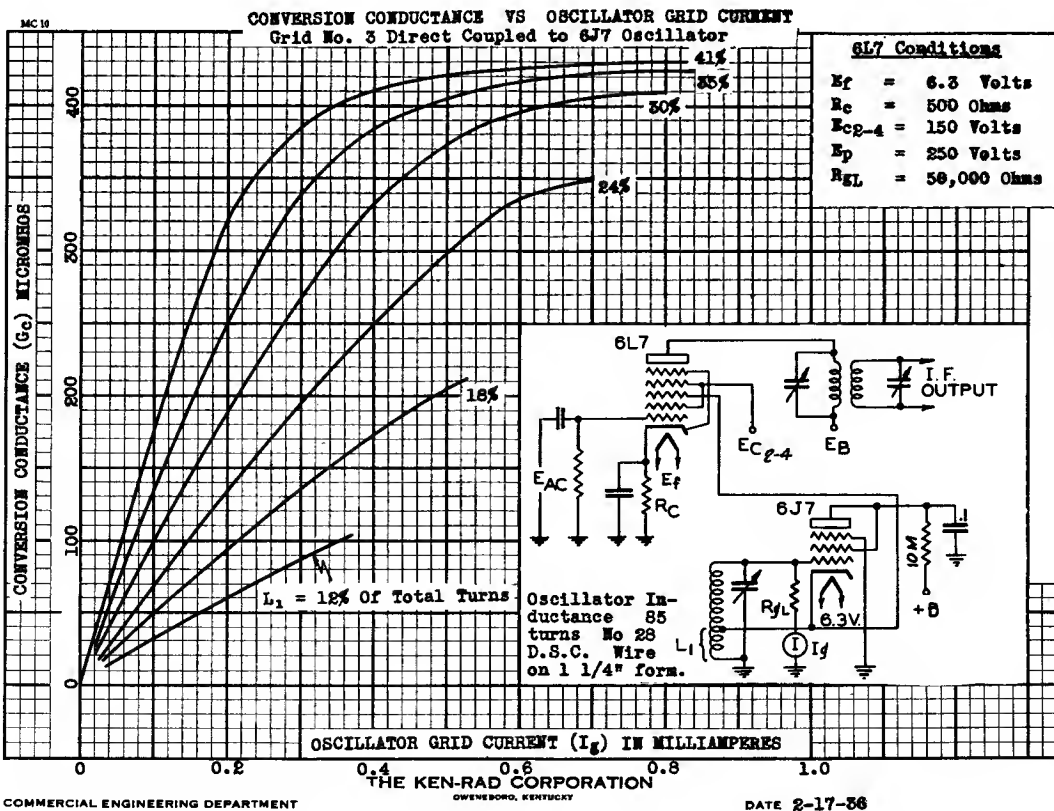 MC 10
CONVERSION CONDUCTANCE VS OSCILLATOR GRID CURRENT
Grid No. 3 Direct Coupled to 6J7 Oscillator
6L7 Conditions
Ef = 6.3 Volts
Rc = 500 Ohms
Ec2-4 = 150 Volts
Ep = 250 Volts
RgL = 50,000 Ohms
41%
35%
30%
24%
18%
L1 = 12% Of Total Turns
CONVERSION CONDUCTANCE (Gc) MICROMHOS
400
300
200
100
0
6L7
I.F.
OUTPUT
EAC
Ef
RC
EC2-4
EB
6J7
.1
10M
+B
RgL
6.3V.
L1
I
Ig
Oscillator In-
ductance 85
turns No 28
D.S.C. Wire
on 1 1/4" form.
OSCILLATOR GRID CURRENT (Ig) IN MILLIAMPERES
0 0.2 0.4 0.6 0.8 1.0
THE KEN-RAD CORPORATION
OWENSBORO, KENTUCKY
COMMERCIAL ENGINEERING DEPARTMENT
DATE 2-17-36